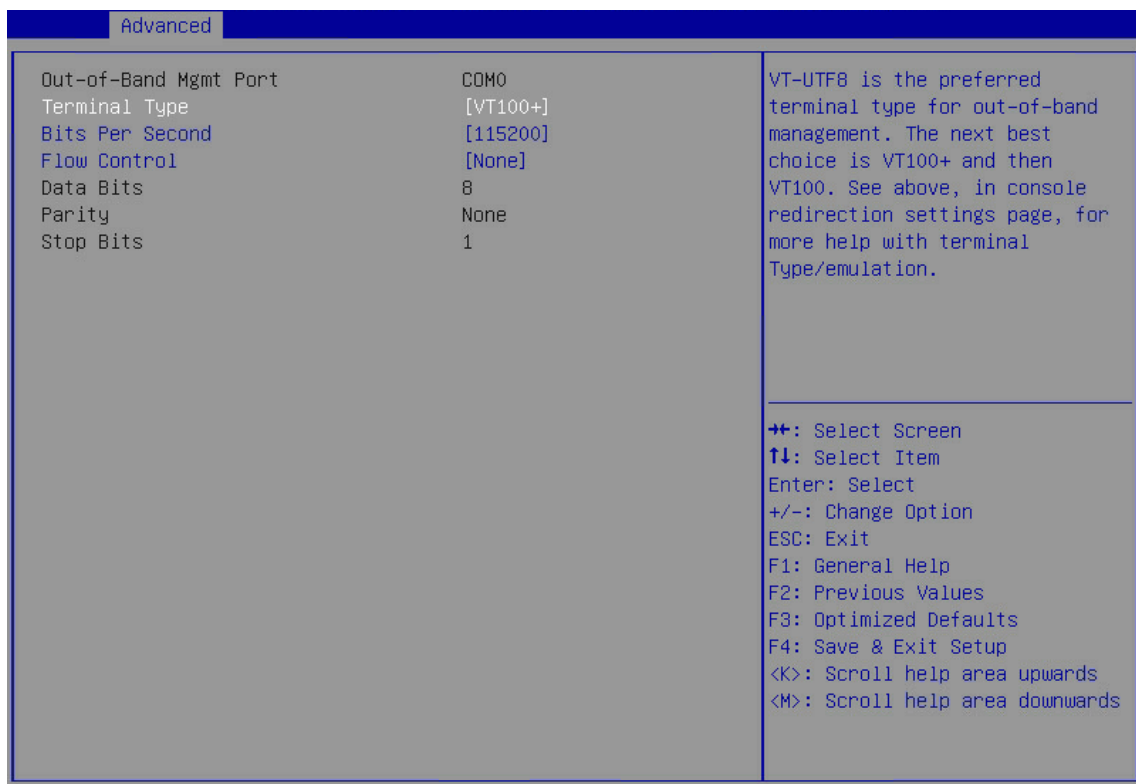 Advanced
Out-of-Band Mgmt Port COM0
Terminal Type [VT100+]
Bits Per Second [115200]
Flow Control [None]
Data Bits 8
Parity None
Stop Bits 1
VT-UTF8 is the preferred
terminal type for out-of-band
management. The next best
choice is VT100+ and then
VT100. See above, in console
redirection settings page, for
more help with terminal
Type/emulation.
→←: Select Screen
↑↓: Select Item
Enter: Select
+/-: Change Option
ESC: Exit
F1: General Help
F2: Previous Values
F3: Optimized Defaults
F4: Save & Exit Setup
<K>: Scroll help area upwards
<M>: Scroll help area downwards